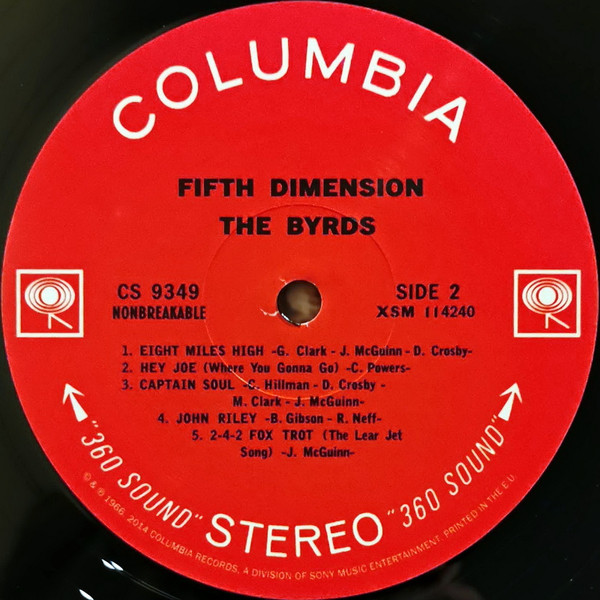 COLUMBIA
FIFTH DIMENSION
THE BYRDS
CS 9349
NONBREAKABLE
SIDE 2
XSM 114240
1. EIGHT MILES HIGH -G. Clark - J. McGuinn - D. Crosby-
2. HEY JOE (Where You Gonna Go) -C. Powers-
3. CAPTAIN SOUL -C. Hillman - D. Crosby -
M. Clark - J. McGuinn-
4. JOHN RILEY -B. Gibson - R. Neff-
5. 2-4-2 FOX TROT (The Lear Jet
Song) -J. McGuinn-
"360 SOUND" STEREO "360 SOUND"
© & ℗ 1966, 2014 COLUMBIA RECORDS, A DIVISION OF SONY MUSIC ENTERTAINMENT. PRINTED IN THE E.U.